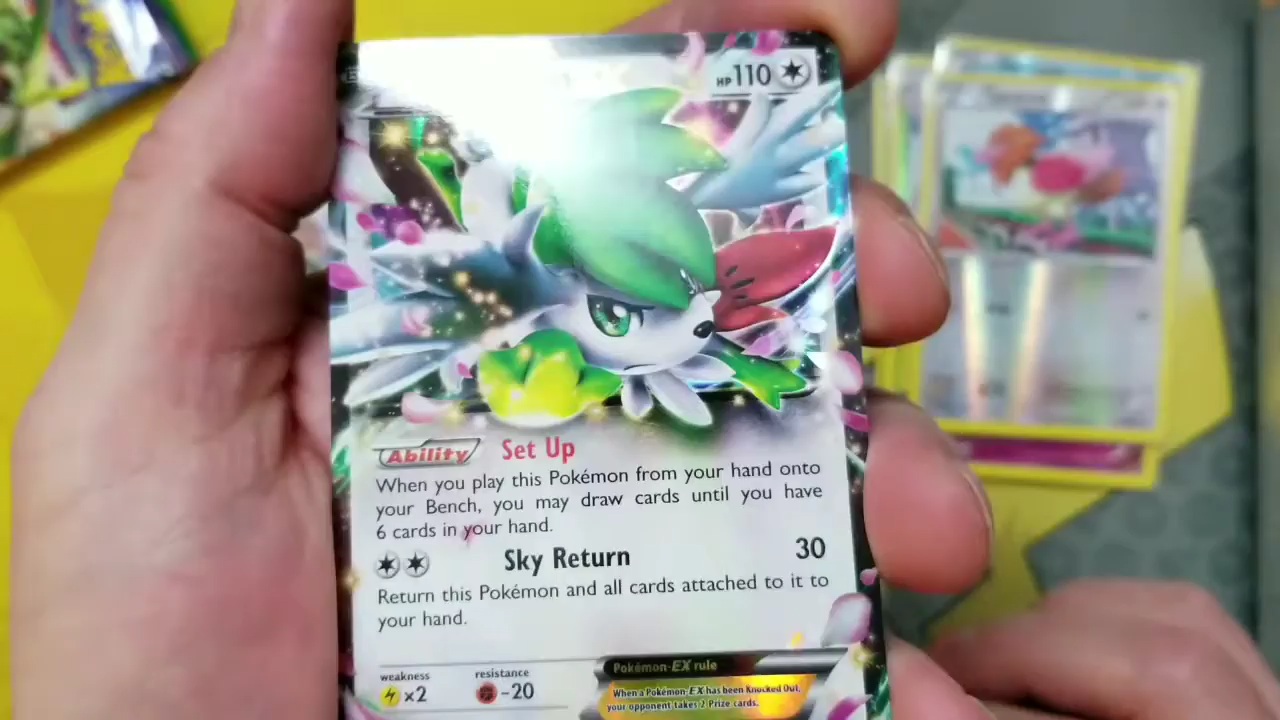 HP110
Ability Set Up
When you play this Pokémon from your hand onto
your Bench, you may draw cards until you have
6 cards in your hand.
Sky Return 30
Return this Pokémon and all cards attached to it to
your hand.
weakness resistance
×2 -20
Pokémon-EX rule
When a Pokémon-EX has been Knocked Out,
your opponent takes 2 Prize cards.